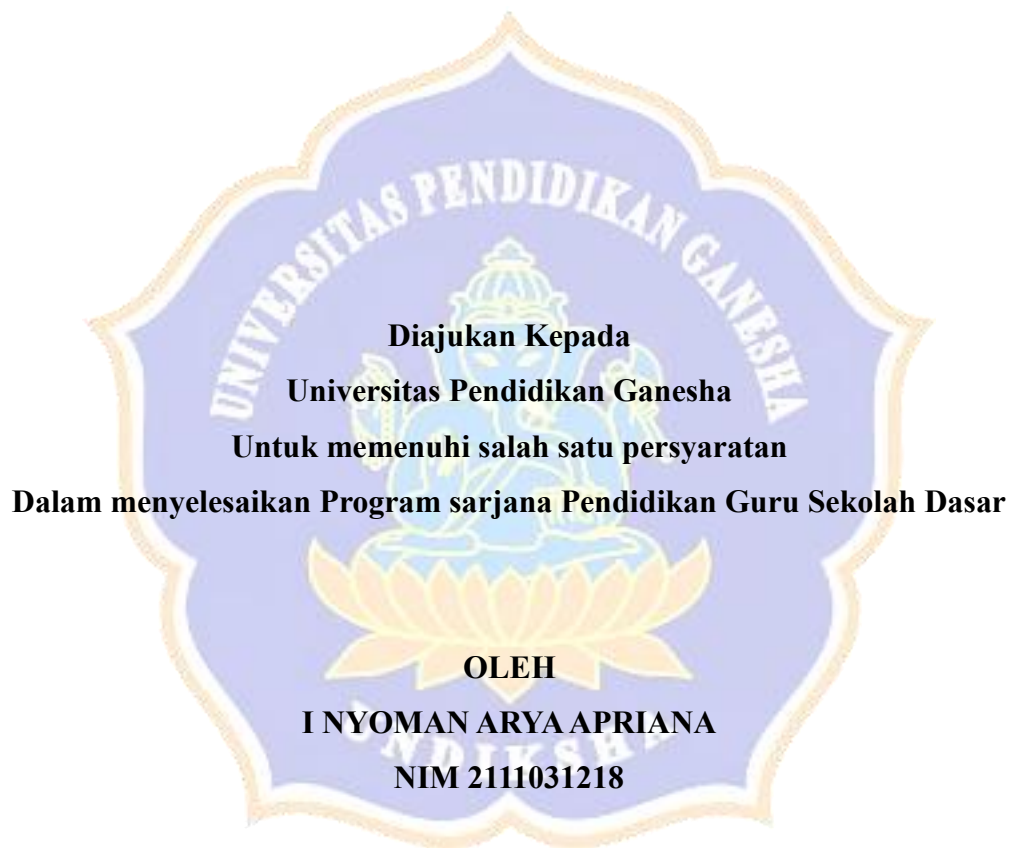 UNIVERSITAS PENDIDIKAN GANESHA
Diajukan Kepada
Universitas Pendidikan Ganesha
Untuk memenuhi salah satu persyaratan
Dalam menyelesaikan Program sarjana Pendidikan Guru Sekolah Dasar
OLEH
I NYOMAN ARYA APRIANA
UNDIKSHA
NIM 2111031218